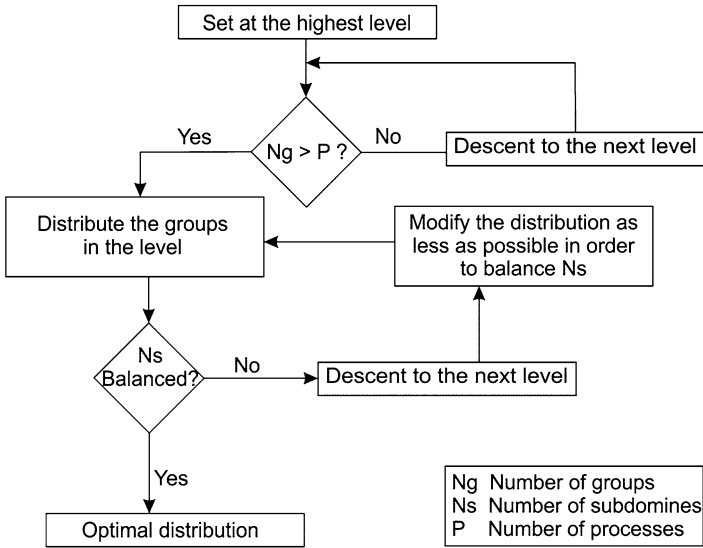 Set at the highest level
Yes
Ng > P ?
No
Descent to the next level
Distribute the groups
in the level
Modify the distribution as
less as possible in order
to balance Ns
Ns
Balanced?
No
Descent to the next level
Yes
Optimal distribution
Ng Number of groups
Ns Number of subdomines
P Number of processes